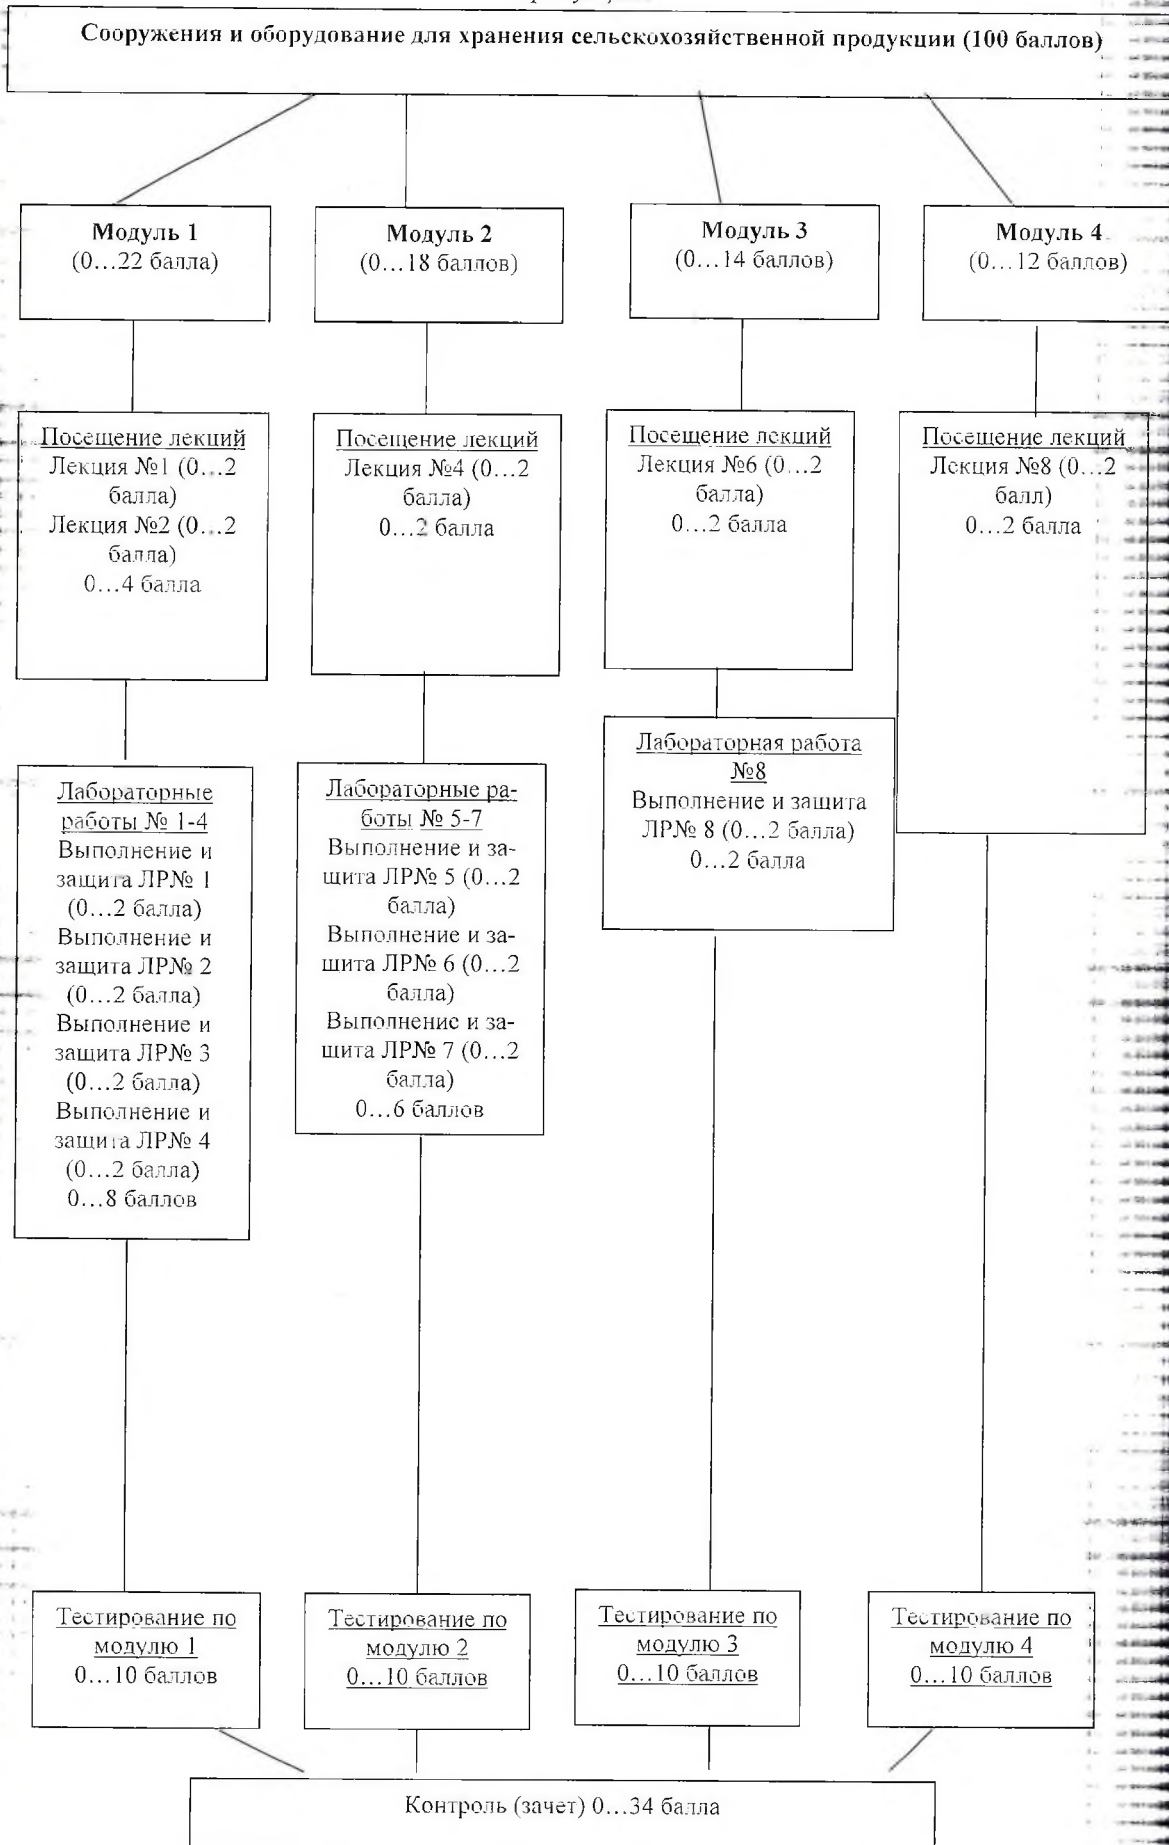 Сооружения и оборудование для хранения сельскохозяйственной продукции (100 баллов)
Модуль 1
(0…22 балла)
Модуль 2
(0…18 баллов)
Модуль 3
(0…14 баллов)
Модуль 4
(0…12 баллов)
Посещение лекций
Лекция №1 (0…2
балла)
Лекция №2 (0…2
балла)
0…4 балла
Посещение лекций
Лекция №4 (0…2
балла)
0…2 балла
Посещение лекций
Лекция №6 (0…2
балла)
0…2 балла
Посещение лекций
Лекция №8 (0…2
балл)
0…2 балла
Лабораторные
работы № 1-4
Выполнение и
защита ЛР№ 1
(0…2 балла)
Выполнение и
защита ЛР№ 2
(0…2 балла)
Выполнение и
защита ЛР№ 3
(0…2 балла)
Выполнение и
защита ЛР№ 4
(0…2 балла)
0…8 баллов
Лабораторные ра-
боты № 5-7
Выполнение и за-
щита ЛР№ 5 (0…2
балла)
Выполнение и за-
щита ЛР№ 6 (0…2
балла)
Выполнение и за-
щита ЛР№ 7 (0…2
балла)
0…6 баллов
Лабораторная работа
№8
Выполнение и защита
ЛР№ 8 (0…2 балла)
0…2 балла
Тестирование по
модулю 1
0…10 баллов
Тестирование по
модулю 2
0…10 баллов
Тестирование по
модулю 3
0…10 баллов
Тестирование по
модулю 4
0…10 баллов
Контроль (зачет) 0…34 балла